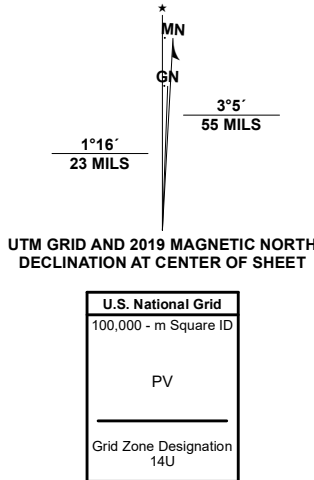 ★
MN
GN
3°5´
55 MILS
1°16´
23 MILS
UTM GRID AND 2019 MAGNETIC NORTH
DECLINATION AT CENTER OF SHEET
U.S. National Grid
100,000 - m Square ID
PV
Grid Zone Designation
14U